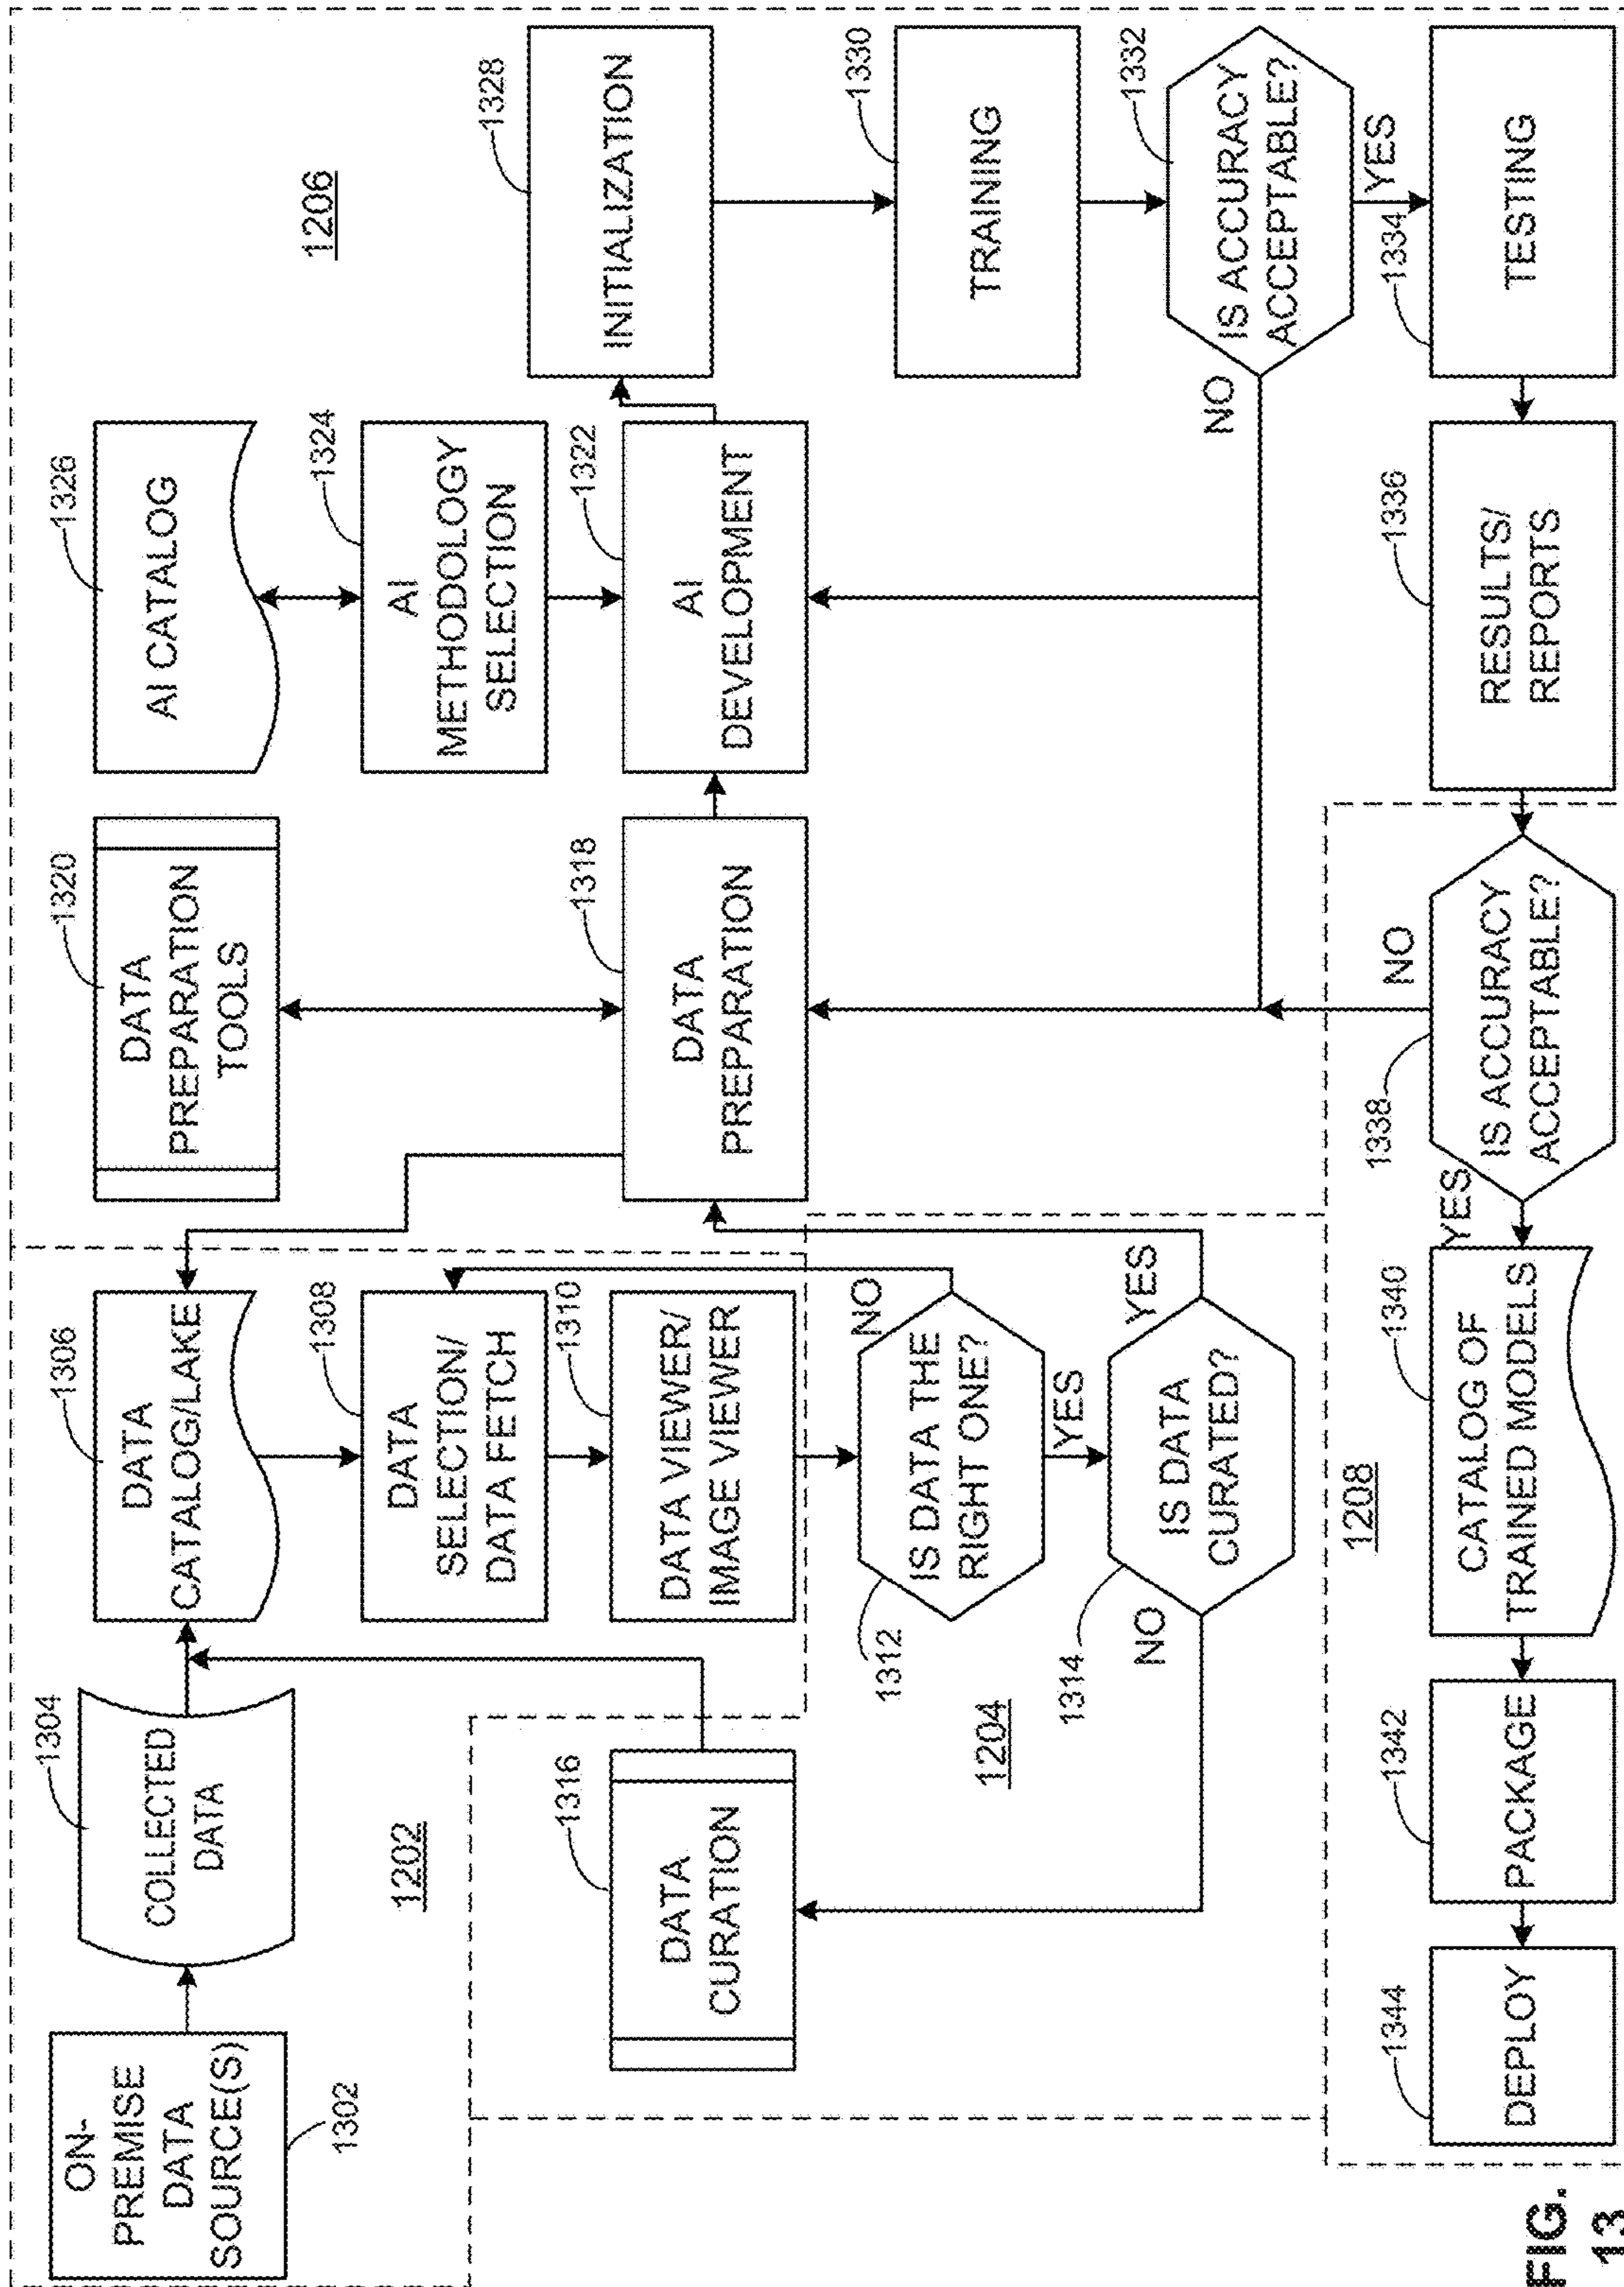 ON-
PREMISE
DATA
SOURCE(S)
1302
1304
COLLECTED
DATA
1202
1306
DATA
CATALOG/LAKE
1308
DATA
SELECTION/
DATA FETCH
1310
DATA VIEWER/
IMAGE VIEWER
1312
IS DATA THE
RIGHT ONE?
NO
YES
1314
IS DATA
CURATED?
YES
NO
1204
1316
DATA
CURATION
1320
DATA
PREPARATION
TOOLS
1318
DATA
PREPARATION
1326
AI CATALOG
1324
AI
METHODOLOGY
SELECTION
1322
AI
DEVELOPMENT
1206
1328
INITIALIZATION
1330
TRAINING
1332
IS ACCURACY
ACCEPTABLE?
NO
YES
1334
TESTING
1336
RESULTS/
REPORTS
1338
IS ACCURACY
ACCEPTABLE?
NO
YES
1208
1340
CATALOG OF
TRAINED MODELS
1342
PACKAGE
1344
DEPLOY
FIG.
13